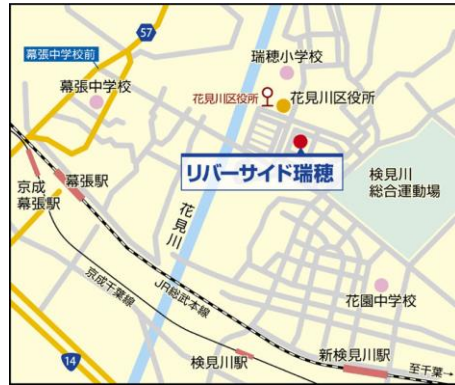 57
幕張中学校前
幕張中学校
瑞穂小学校
花見川区役所
花見川区役所
リバーサイド瑞穂
検見川
総合運動場
幕張駅
京成
幕張駅
花見川
京成千葉線
JR総武本線
花園中学校
14
検見川駅
新検見川駅
至千葉→